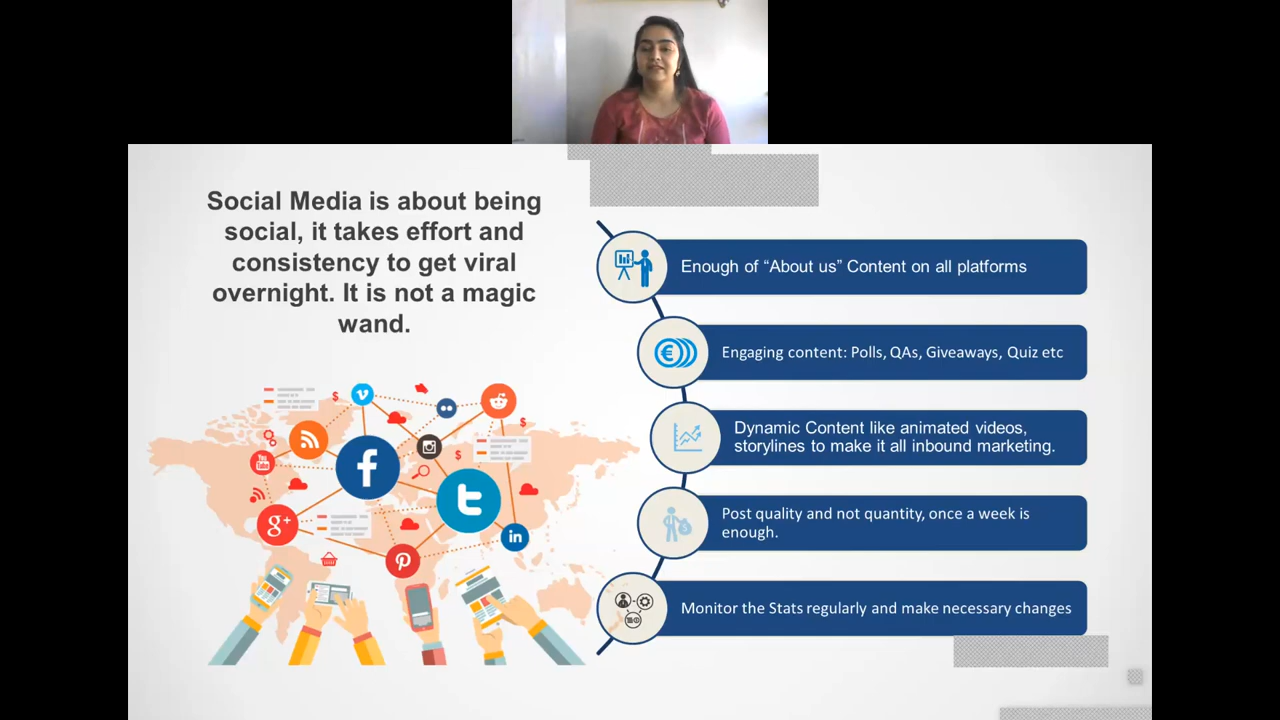 Social Media is about being
social, it takes effort and
consistency to get viral
overnight. It is not a magic
wand.
Enough of “About us” Content on all platforms
Engaging content: Polls, QAs, Giveaways, Quiz etc
Dynamic Content like animated videos,
storylines to make it all inbound marketing.
Post quality and not quantity, once a week is
enough.
Monitor the Stats regularly and make necessary changes
You
Tube
g+
in